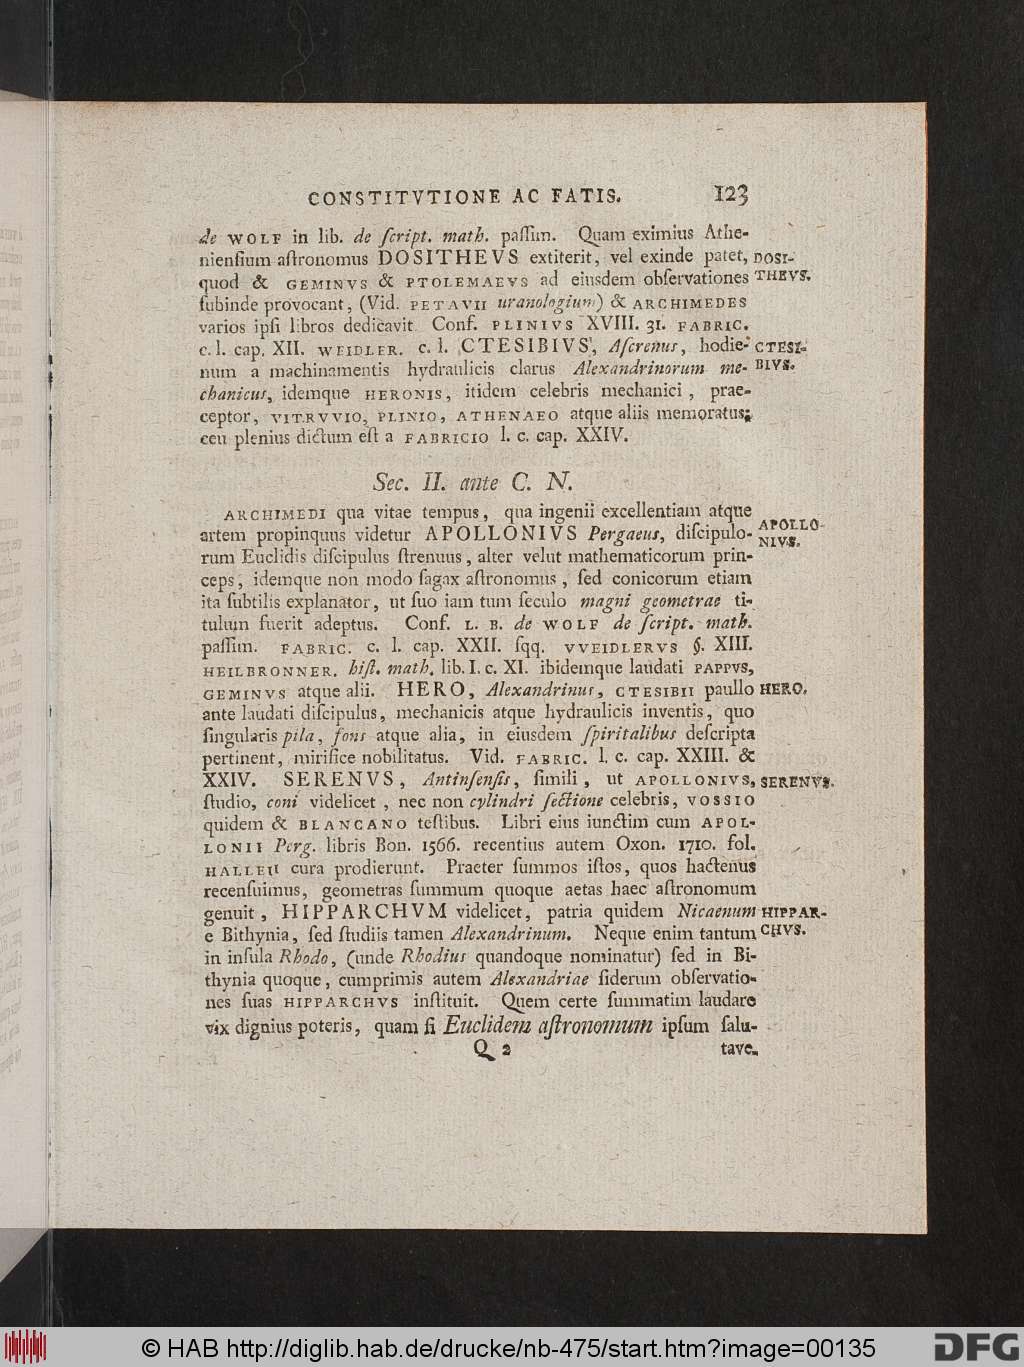 CONSTITVTIONE AC FATIS. 123
de WOLF in lib. de ſcript. math. paſſim. Quam eximius Athe-
nienſium aſtronomus DOSITHEVS extiterit, vel exinde patet, DOSI-
quod & GEMINVS & PTOLEMAEVS ad eiusdem obſervationes THEVS.
ſubinde provocant, (Vid. PETAVII uranologium) & ARCHIMEDES
varios ipſi libros dedicavit Conf. PLINIVS XVIII. 31. FABRIC.
c. l. cap. XII. WEIDLER. c. l. CTESIBIVS, Aſcrenus, hodie- CTESI-
num a machinamentis hydraulicis clarus Alexandrinorum me- BIVS.
chanicus, idemque HERONIS, itidem celebris mechanici, prae-
ceptor, VITRVVIO, PLINIO, ATHENAEO atque aliis memoratus;
ceu plenius dictum eſt a FABRICIO l. c. cap. XXIV.
Sec. II. ante C. N.
ARCHIMEDI qua vitae tempus, qua ingenii excellentiam atque
artem propinquus videtur APOLLONIVS Pergaeus, diſcipulo- APOLLO-
NIVS.
rum Euclidis diſcipulus ſtrenuus, alter velut mathematicorum prin-
ceps, idemque non modo ſagax aſtronomus, ſed conicorum etiam
ita ſubtilis explanator, ut ſuo iam tum ſeculo magni geometrae ti-
tulum fuerit adeptus. Conf. L. B. de WOLF de ſcript. math.
paſſim. FABRIC. c. l. cap. XXII. ſqq. VVEIDLERVS §. XIII.
HEILBRONNER. hiſt. math. lib. I. c. XI. ibidemque laudati PAPPVS,
GEMINVS atque alii. HERO, Alexandrinus, CTESIBII paullo HERO.
ante laudati diſcipulus, mechanicis atque hydraulicis inventis, quo
ſingularis pila, fons atque alia, in eiusdem ſpiritalibus deſcripta
pertinent, mirifice nobilitatus. Vid. FABRIC. l. c. cap. XXIII. &
XXIV. SERENVS, Antinſenſis, ſimili, ut APOLLONIVS, SERENVS.
ſtudio, coni videlicet, nec non cylindri ſectione celebris, VOSSIO
quidem & BLANCANO teſtibus. Libri eius iunctim cum APOL-
LONII Perg. libris Bon. 1566. recentius autem Oxon. 1710. fol.
HALLEII cura prodierunt. Praeter ſummos iſtos, quos hactenus
recenſuimus, geometras ſummum quoque aetas haec aſtronomum
genuit, HIPPARCHVM videlicet, patria quidem Nicaenum HIPPAR-
e Bithynia, ſed ſtudiis tamen Alexandrinum. Neque enim tantum CHVS.
in inſula Rhodo, (unde Rhodius quandoque nominatur) ſed in Bi-
thynia quoque, cumprimis autem Alexandriae ſiderum obſervatio-
nes ſuas HIPPARCHVS inſtituit. Quem certe ſummatim laudare
vix dignius poteris, quam ſi Euclidem aſtronomum ipſum ſalu-
Q 2 tave-
© HAB http://diglib.hab.de/drucke/nb-475/start.htm?image=00135 DFG